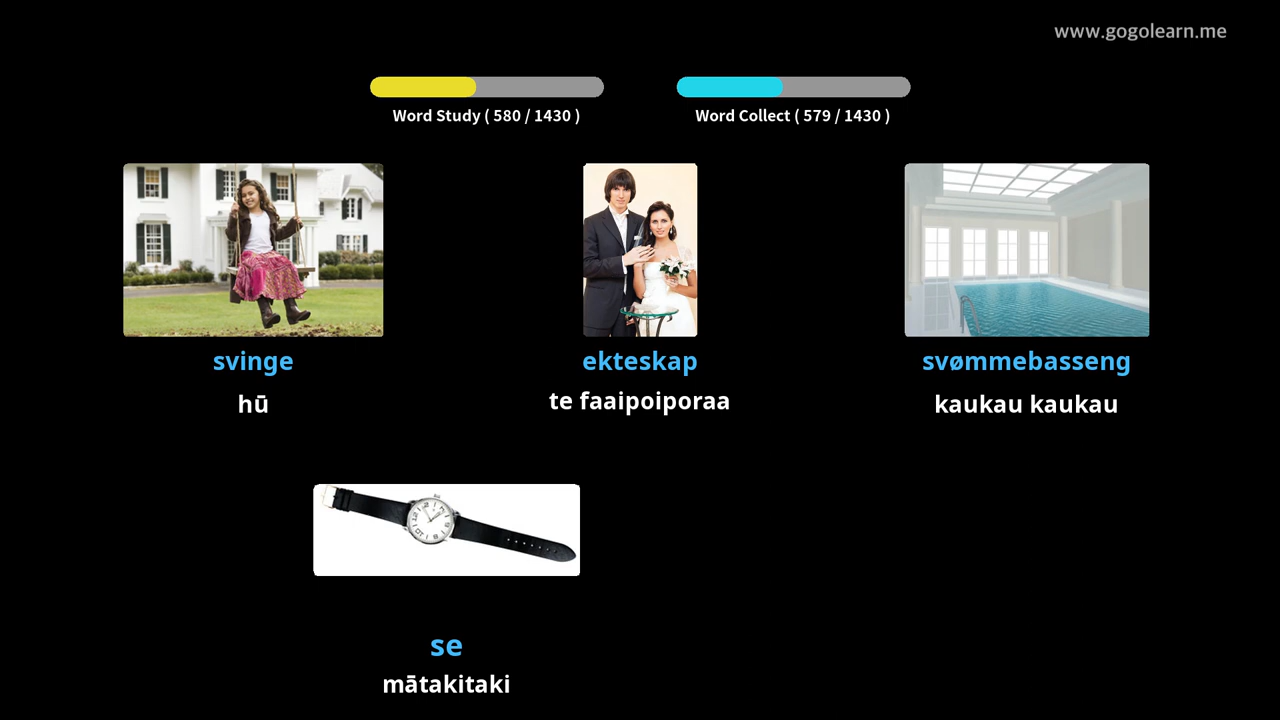 www.gogolearn.me
Word Study ( 580 / 1430 )
Word Collect ( 579 / 1430 )
svinge
ekteskap
svømmebasseng
hū
te faaipoiporaa
kaukau kaukau
se
mātakitaki